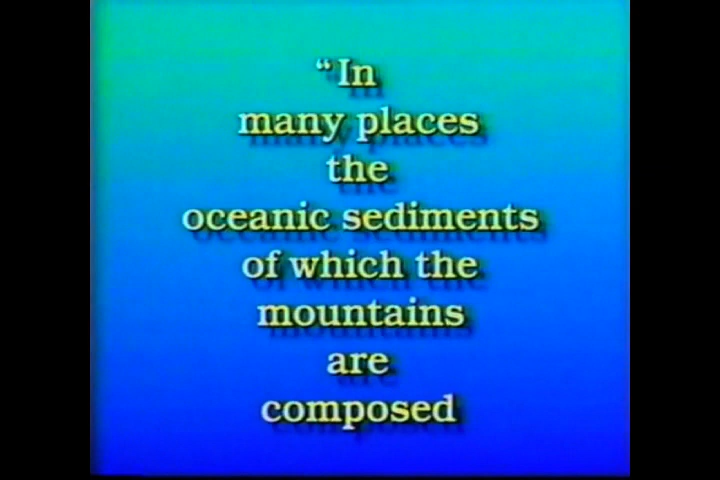 “In
many places
the
oceanic sediments
of which the
mountains
are
composed